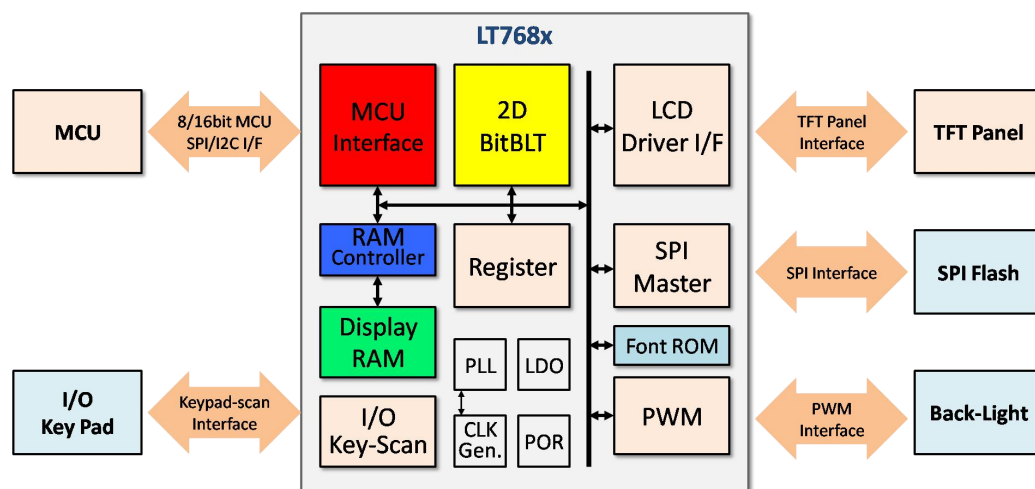 LT768x
MCU
8/16bit MCU
SPI/I2C I/F
MCU
Interface
2D
BitBLT
LCD
Driver I/F
TFT Panel
Interface
TFT Panel
RAM
Controller
Register
SPI
Master
SPI Interface
SPI Flash
Display
RAM
PLL
LDO
Font ROM
I/O
Key Pad
Keypad-scan
Interface
I/O
Key-Scan
CLK
Gen.
POR
PWM
PWM
Interface
Back-Light